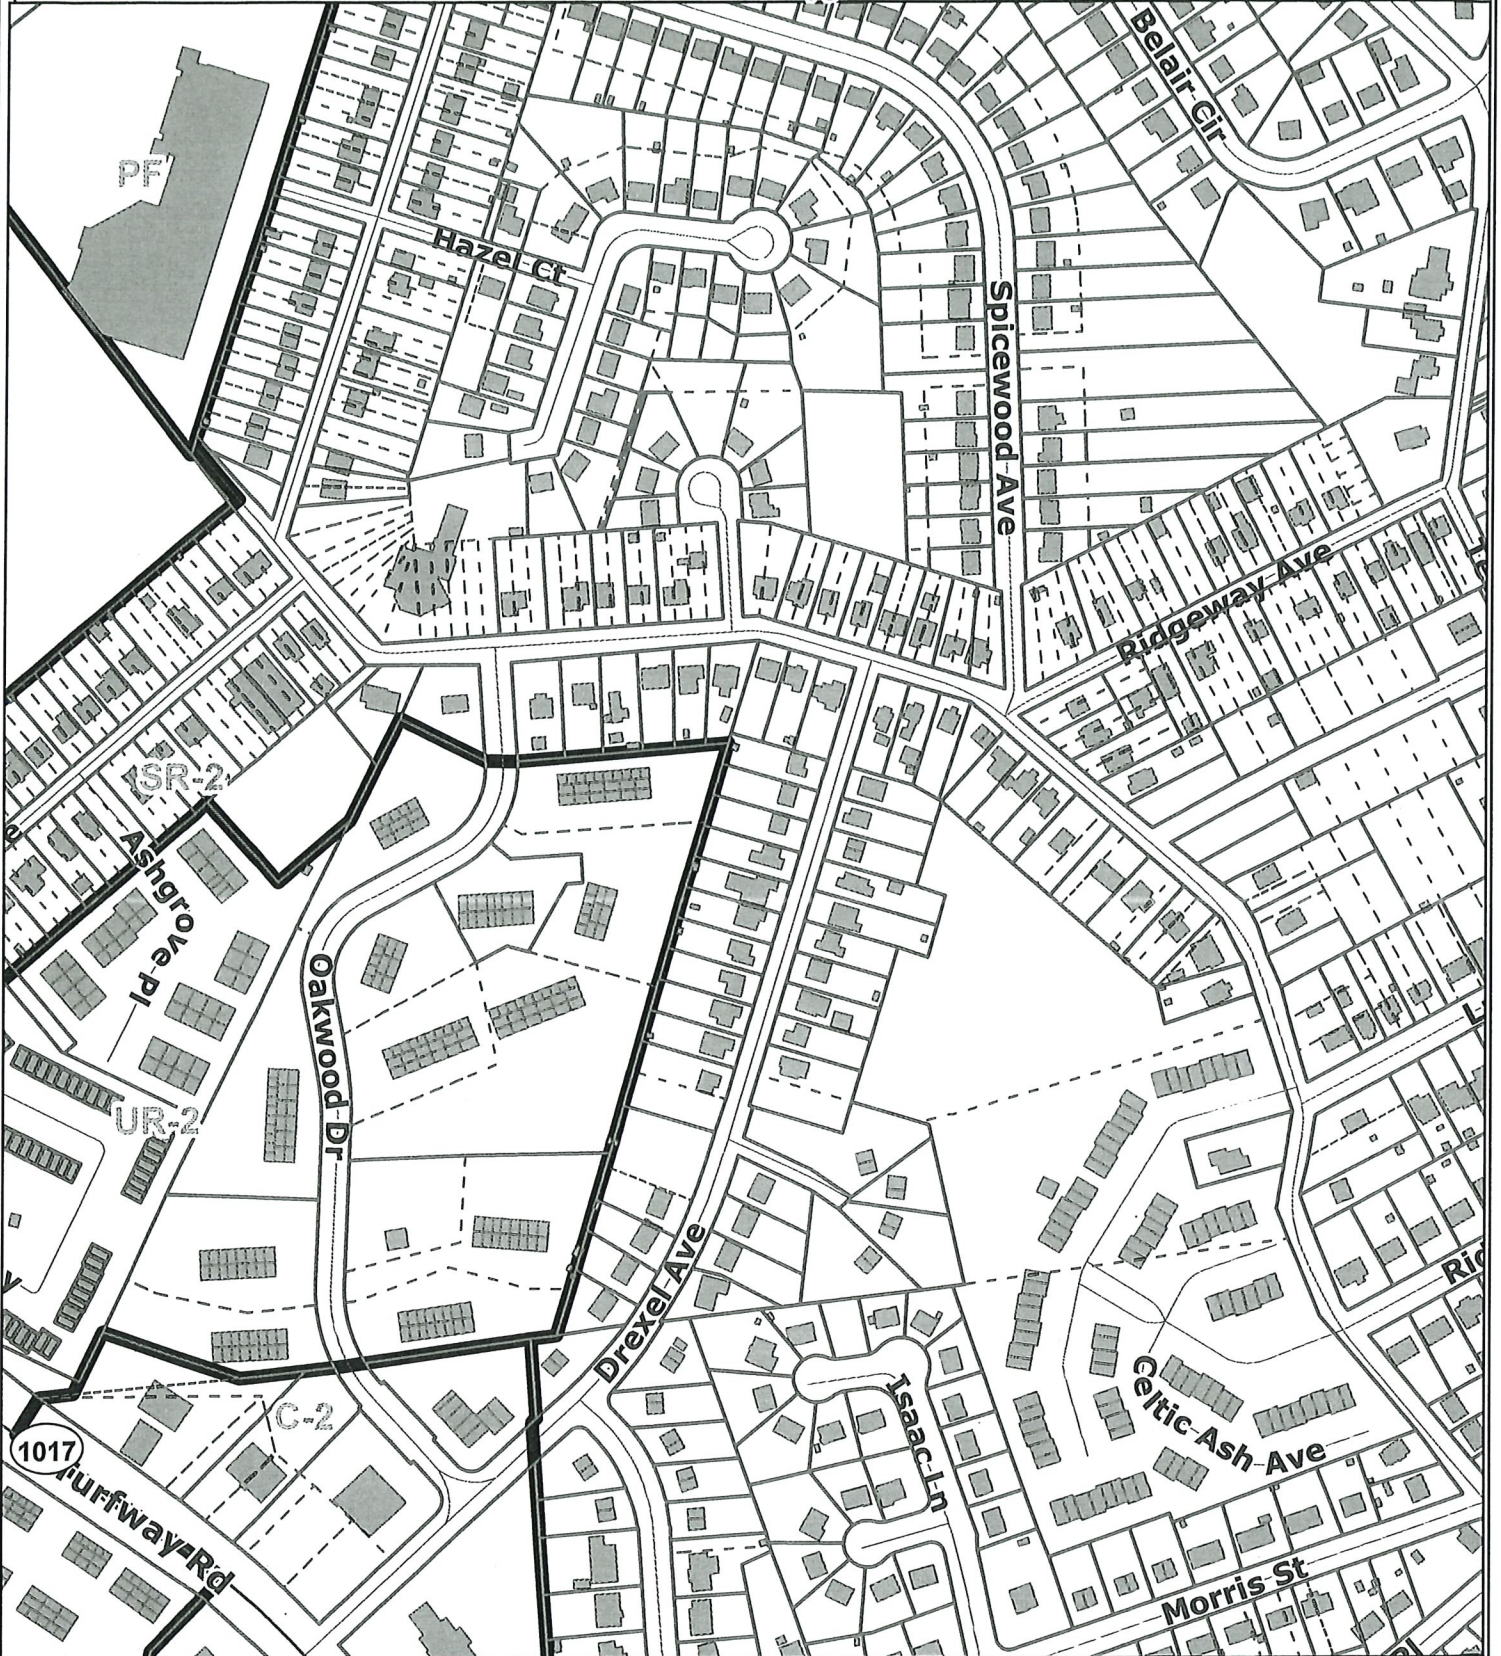 Belair Cir
PF
Hazel Ct
Spicewood Ave
Ridgeway Ave
SR-2
Ashgrove Pl
Oakwood Dr
UR-2
Drexel Ave
Isaac Ln
Celtic Ash Ave
C-2
1017
Turfway Rd
Morris St